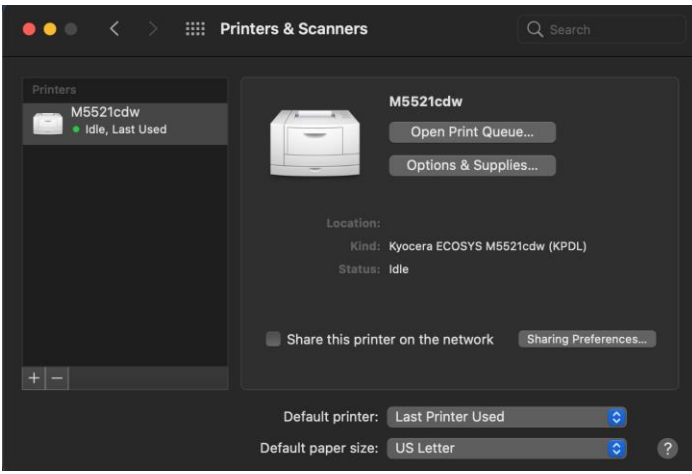 Printers & Scanners
Search
Printers
M5521cdw
Idle, Last Used
M5521cdw
Open Print Queue...
Options & Supplies...
Location:
Kind: Kyocera ECOSYS M5521cdw (KPDL)
Status: Idle
Share this printer on the network
Sharing Preferences...
+ −
Default printer: Last Printer Used
Default paper size: US Letter
?